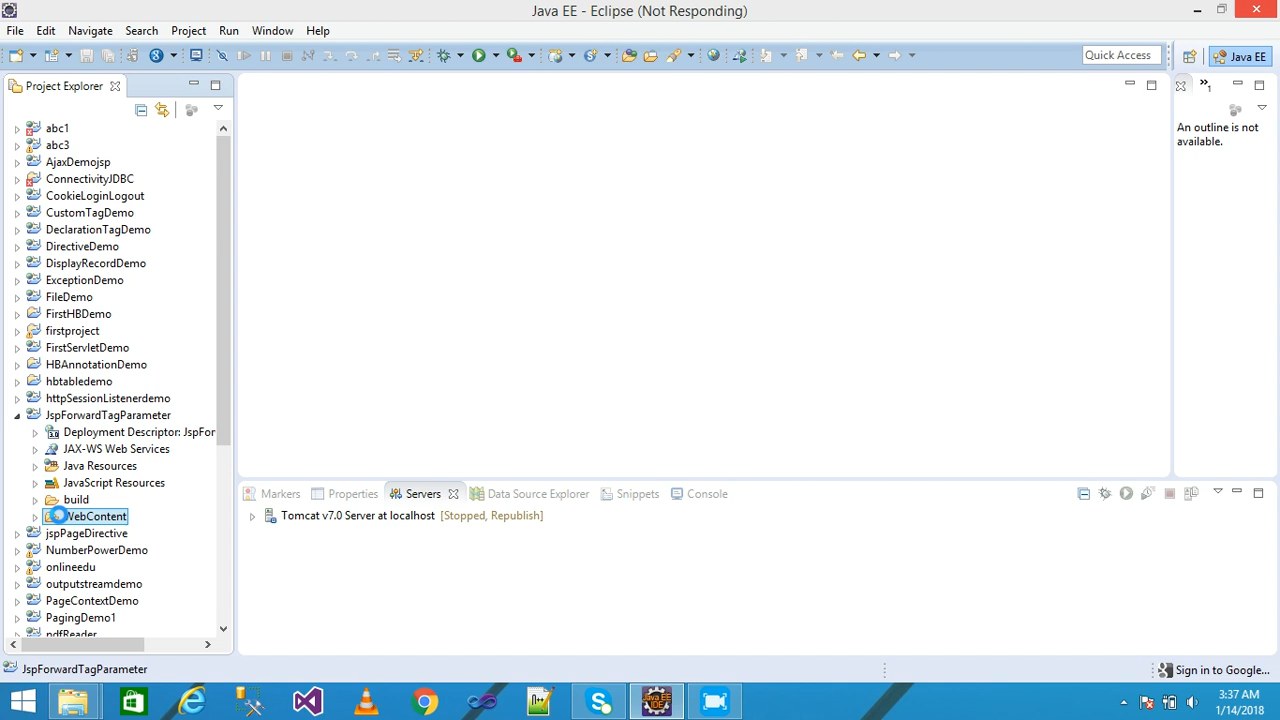 Java EE - Eclipse (Not Responding)
File Edit Navigate Search Project Run Window Help
Quick Access
Java EE
Project Explorer
1
An outline is not
available.
abc1
abc3
AjaxDemojsp
ConnectivityJDBC
CookieLoginLogout
CustomTagDemo
DeclarationTagDemo
DirectiveDemo
DisplayRecordDemo
ExceptionDemo
FileDemo
FirstHBDemo
firstproject
FirstServletDemo
HBAnnotationDemo
hbtabledemo
httpSessionListenerdemo
JspForwardTagParameter
Deployment Descriptor: JspFor
JAX-WS Web Services
Java Resources
JavaScript Resources
build
WebContent
jspPageDirective
NumberPowerDemo
onlineedu
outputstreamdemo
PageContextDemo
PagingDemo1
pdfReader
Markers Properties Servers Data Source Explorer Snippets Console
Tomcat v7.0 Server at localhost [Stopped, Republish]
JspForwardTagParameter
Sign in to Google...
3:37 AM
1/14/2018